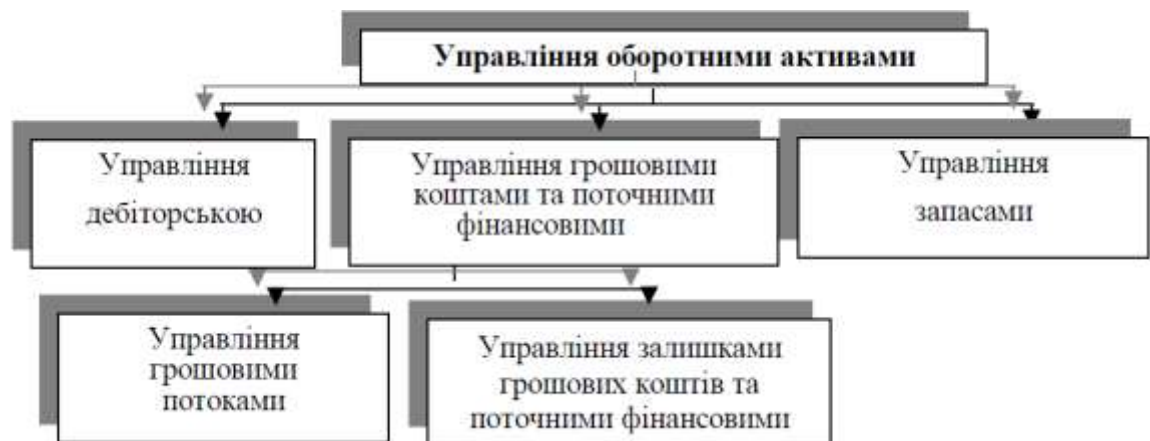 Управління оборотними активами
Управління
дебіторською
Управління грошовими
коштами та поточними
фінансовими
Управління
запасами
Управління
грошовими
потоками
Управління залишками
грошових коштів та
поточними фінансовими